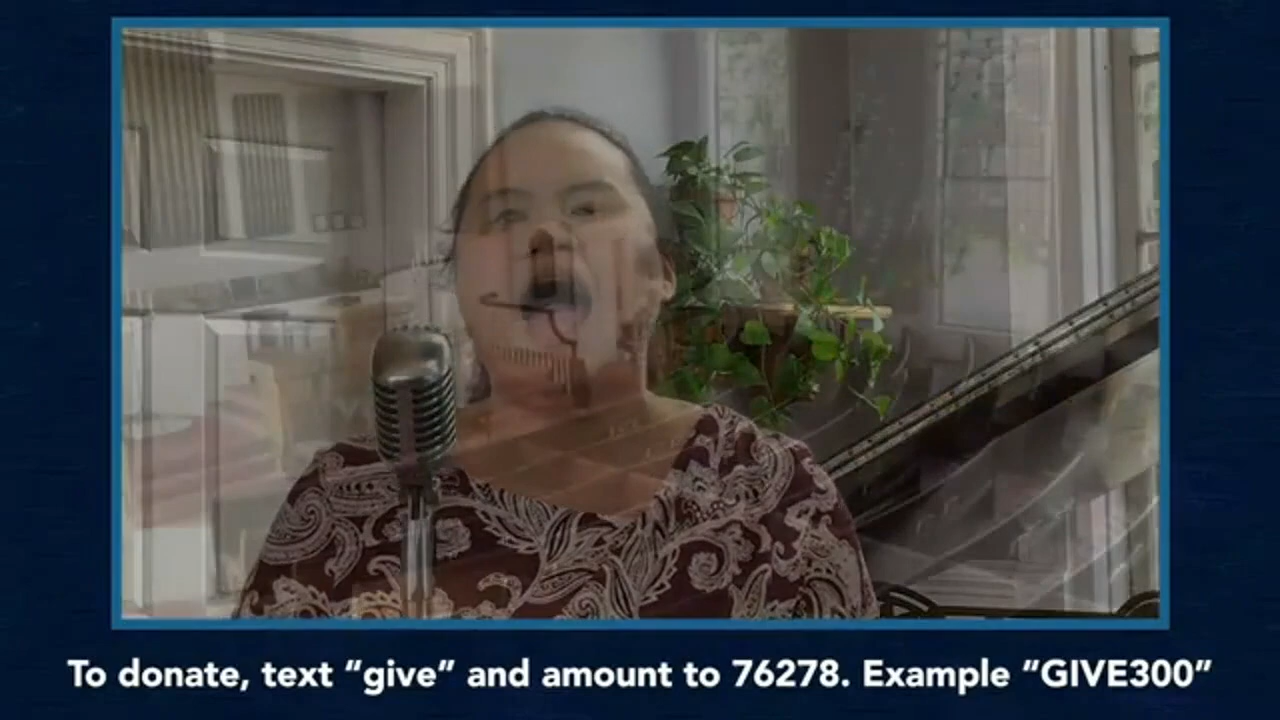 To donate, text “give” and amount to 76278. Example “GIVE300”